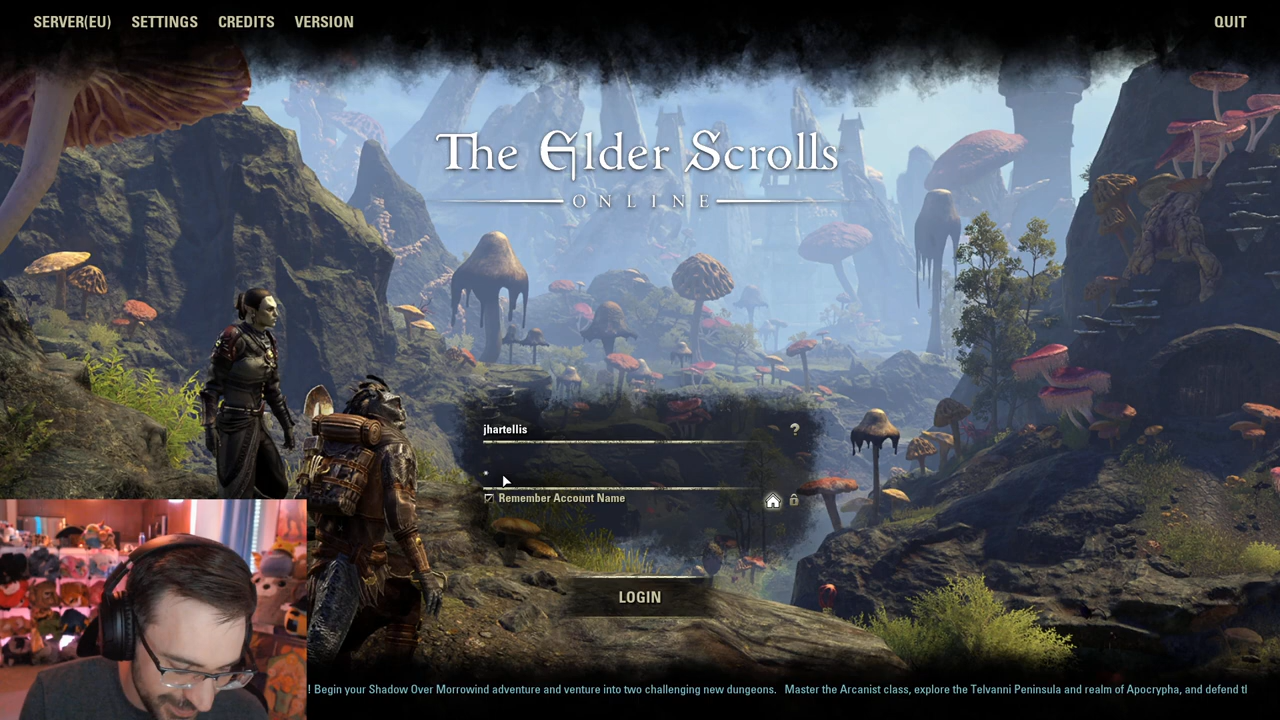 SERVER(EU) SETTINGS CREDITS VERSION QUIT
The Elder Scrolls
ONLINE
jhartellis ?
Remember Account Name
LOGIN
! Begin your Shadow Over Morrowind adventure and venture into two challenging new dungeons. Master the Arcanist class, explore the Telvanni Peninsula and realm of Apocrypha, and defend